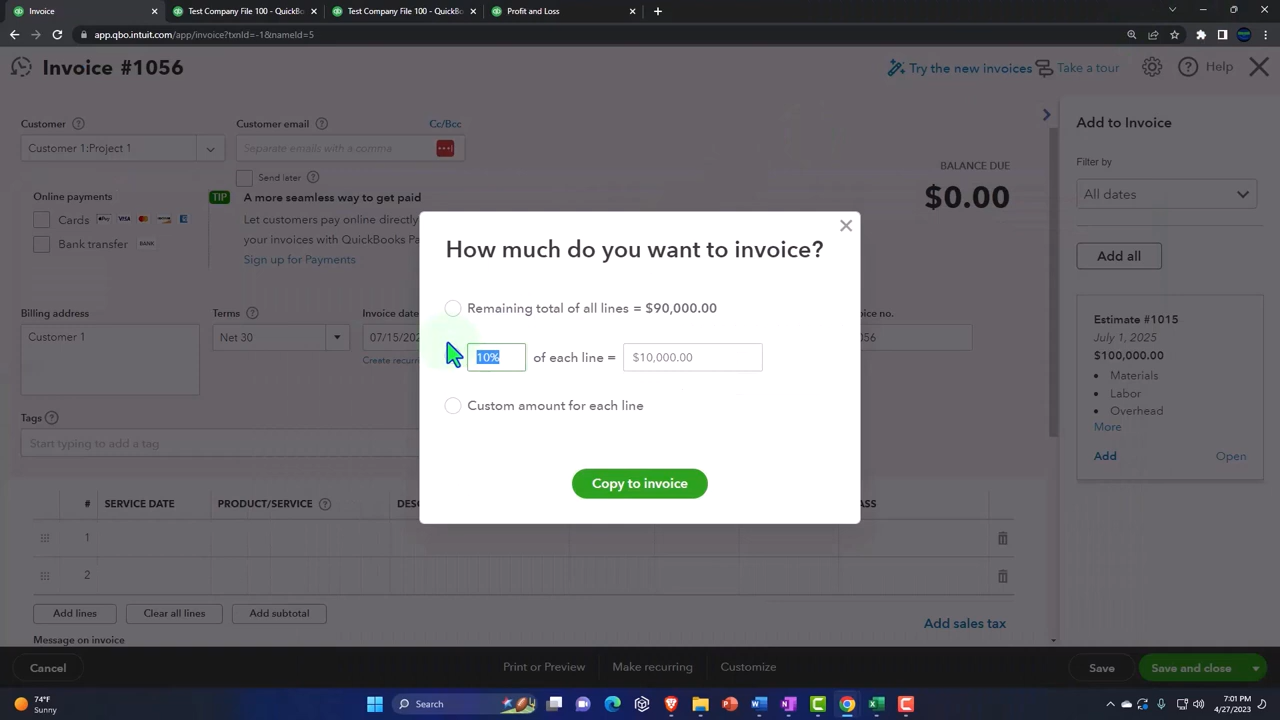 Invoice
Test Company File 100 - QuickBo
Test Company File 100 - QuickBo
Profit and Loss
app.qbo.intuit.com/app/invoice?txnId=-1&nameId=5
Invoice #1056
Try the new invoices
Take a tour
Help
Customer
Customer email
Cc/Bcc
Customer 1:Project 1
Separate emails with a comma
Send later
BALANCE DUE
$0.00
Online payments
Cards
VISA
Bank transfer
BANK
TIP
A more seamless way to get paid
Let customers pay online directly
your invoices with QuickBooks Pa
Sign up for Payments
Billing address
Customer 1
Terms
Net 30
Invoice date
07/15/202
Create recurr
oice no.
056
Tags
Start typing to add a tag
# SERVICE DATE PRODUCT/SERVICE DESC ASS
1
2
Add lines
Clear all lines
Add subtotal
Add sales tax
Message on invoice
How much do you want to invoice?
Remaining total of all lines = $90,000.00
10% of each line = $10,000.00
Custom amount for each line
Copy to invoice
Add to Invoice
Filter by
All dates
Add all
Estimate #1015
July 1, 2025
$100,000.00
Materials
Labor
Overhead
More
Add
Open
Cancel
Print or Preview
Make recurring
Customize
Save
Save and close
74°F
Sunny
Search
7:01 PM
4/27/2023